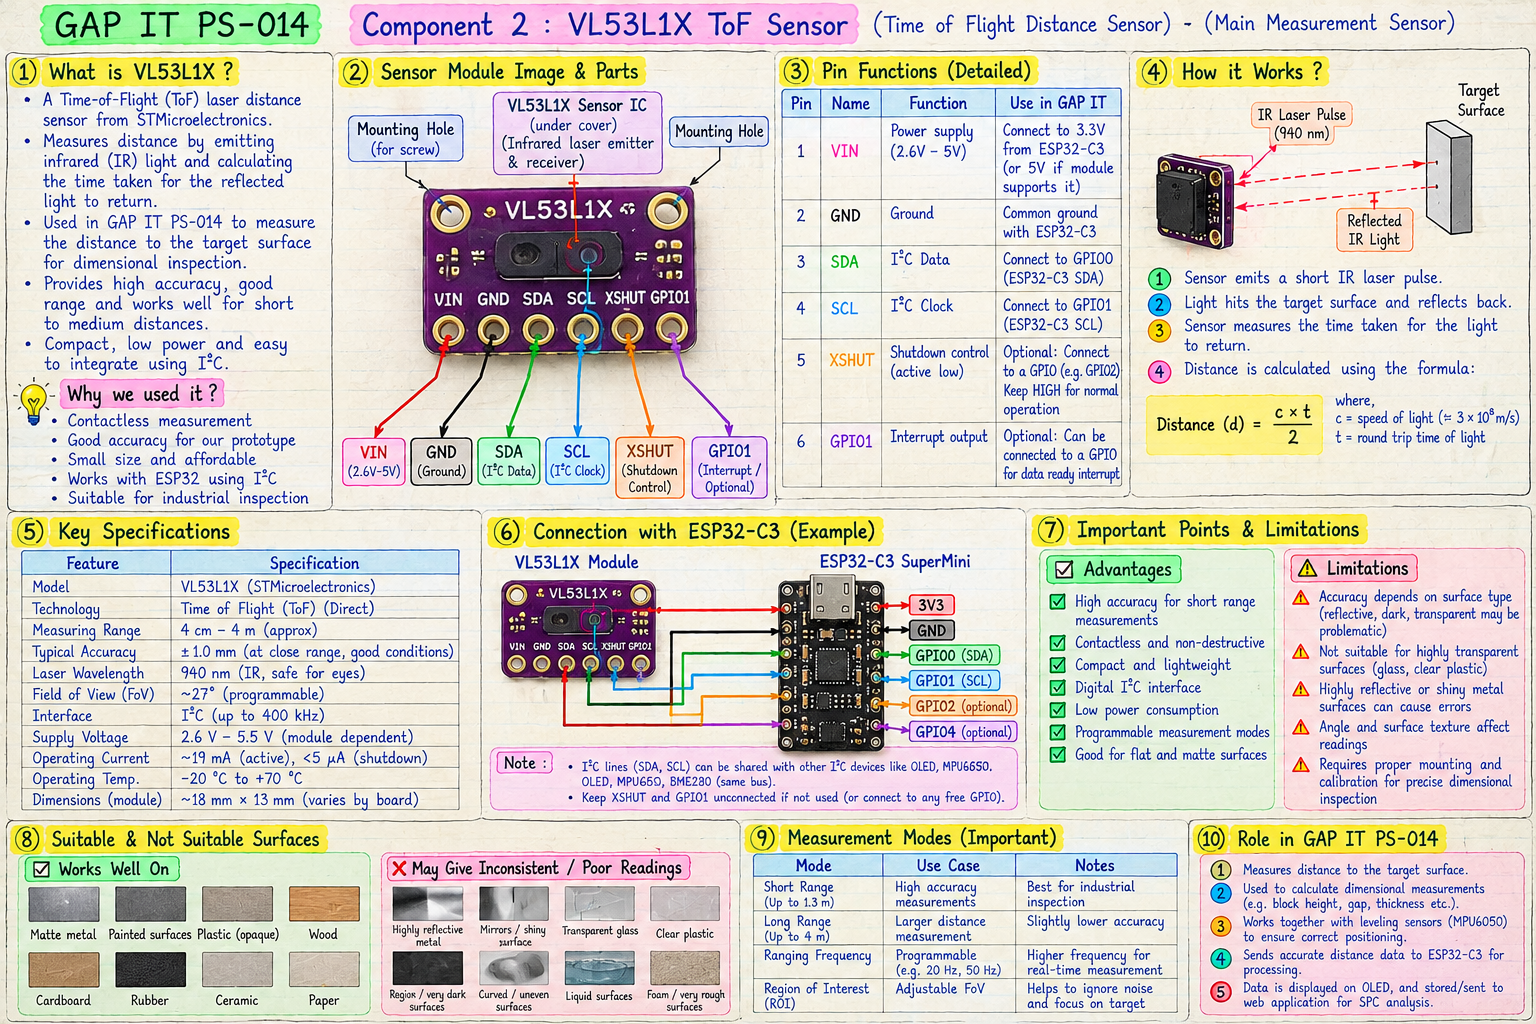 GAP IT PS-014
Component 2 : VL53L1X ToF Sensor
(Time of Flight Distance Sensor) - (Main Measurement Sensor)
1 What is VL53L1X ?
• A Time-of-Flight (ToF) laser distance
sensor from STMicroelectronics.
• Measures distance by emitting
infrared (IR) light and calculating
the time taken for the reflected
light to return.
• Used in GAP IT PS-014 to measure
the distance to the target surface
for dimensional inspection.
• Provides high accuracy, good
range and works well for short
to medium distances.
• Compact, low power and easy
to integrate using I²C.
Why we used it ?
• Contactless measurement
• Good accuracy for our prototype
• Small size and affordable
• Works with ESP32 using I²C
• Suitable for industrial inspection
2 Sensor Module Image & Parts
Mounting Hole
(for screw)
VL53L1X Sensor IC
(under cover)
(Infrared laser emitter
& receiver)
Mounting Hole
VL53L1X
VIN GND SDA SCL XSHUT GPIO1
VIN
(2.6V-5V)
GND
(Ground)
SDA
(I²C Data)
SCL
(I²C Clock)
XSHUT
(Shutdown
Control)
GPIO1
(Interrupt /
Optional)
3 Pin Functions (Detailed)
Pin Name Function Use in GAP IT
1 VIN Power supply
(2.6V – 5V)
Connect to 3.3V
from ESP32-C3
(or 5V if module
supports it)
2 GND Ground Common ground
with ESP32-C3
3 SDA I²C Data Connect to GPIO0
(ESP32-C3 SDA)
4 SCL I²C Clock Connect to GPIO1
(ESP32-C3 SCL)
5 XSHUT Shutdown control
(active low)
Optional: Connect
to a GPIO (e.g. GPIO2)
Keep HIGH for normal
operation
6 GPIO1 Interrupt output Optional: Can be
connected to a GPIO
for data ready interrupt
4 How it Works ?
Target
Surface
IR Laser Pulse
(940 nm)
Reflected
IR Light
1 Sensor emits a short IR laser pulse.
2 Light hits the target surface and reflects back.
3 Sensor measures the time taken for the light
to return.
4 Distance is calculated using the formula:
Distance (d) = c × t / 2
where,
c = speed of light (≈ 3 × 10⁸ m/s)
t = round trip time of light
5 Key Specifications
Feature Specification
Model VL53L1X (STMicroelectronics)
Technology Time of Flight (ToF) (Direct)
Measuring Range 4 cm – 4 m (approx)
Typical Accuracy ± 1.0 mm (at close range, good conditions)
Laser Wavelength 940 nm (IR, safe for eyes)
Field of View (FoV) ~27° (programmable)
Interface I²C (up to 400 kHz)
Supply Voltage 2.6 V – 5.5 V (module dependent)
Operating Current ~19 mA (active), <5 μA (shutdown)
Operating Temp. -20 °C to +70 °C
Dimensions (module) ~18 mm × 13 mm (varies by board)
6 Connection with ESP32-C3 (Example)
VL53L1X Module
ESP32-C3 SuperMini
VL53L1X
VIN GND SDA SCL XSHUT GPIO1
3V3
GND
GPIO0 (SDA)
GPIO1 (SCL)
GPIO2 (optional)
GPIO4 (optional)
Note :
• I²C lines (SDA, SCL) can be shared with other I²C devices like OLED, MPU6650.
OLED, MPU650, BME280 (same bus).
• Keep XSHUT and GPIO1 unconnected if not used (or connect to any free GPIO).
7 Important Points & Limitations
Advantages
High accuracy for short range
measurements
Contactless and non-destructive
Compact and lightweight
Digital I²C interface
Low power consumption
Programmable measurement modes
Good for flat and matte surfaces
Limitations
Accuracy depends on surface type
(reflective, dark, transparent may be
problematic)
Not suitable for highly transparent
surfaces (glass, clear plastic)
Highly reflective or shiny metal
surfaces can cause errors
Angle and surface texture affect
readings
Requires proper mounting and
calibration for precise dimensional
inspection
8 Suitable & Not Suitable Surfaces
Works Well On
Matte metal
Painted surfaces
Plastic (opaque)
Wood
Cardboard
Rubber
Ceramic
Paper
May Give Inconsistent / Poor Readings
Highly reflective
metal
Mirrors / shiny
surface
Transparent glass
Clear plastic
Region / very dark
surfaces
Curved / uneven
surfaces
Liquid surfaces
Foam / very rough
surfaces
9 Measurement Modes (Important)
Mode Use Case Notes
Short Range
(Up to 1.3 m)
High accuracy
measurements
Best for industrial
inspection
Long Range
(Up to 4 m)
Larger distance
measurement
Slightly lower accuracy
Ranging Frequency
Programmable
(e.g. 20 Hz, 50 Hz)
Higher frequency for
real-time measurement
Region of Interest
(ROI)
Adjustable FoV
Helps to ignore noise
and focus on target
10 Role in GAP IT PS-014
1 Measures distance to the target surface.
2 Used to calculate dimensional measurements
(e.g. block height, gap, thickness etc.).
3 Works together with leveling sensors (MPU6050)
to ensure correct positioning.
4 Sends accurate distance data to ESP32-C3 for
processing.
5 Data is displayed on OLED, and stored/sent to
web application for SPC analysis.